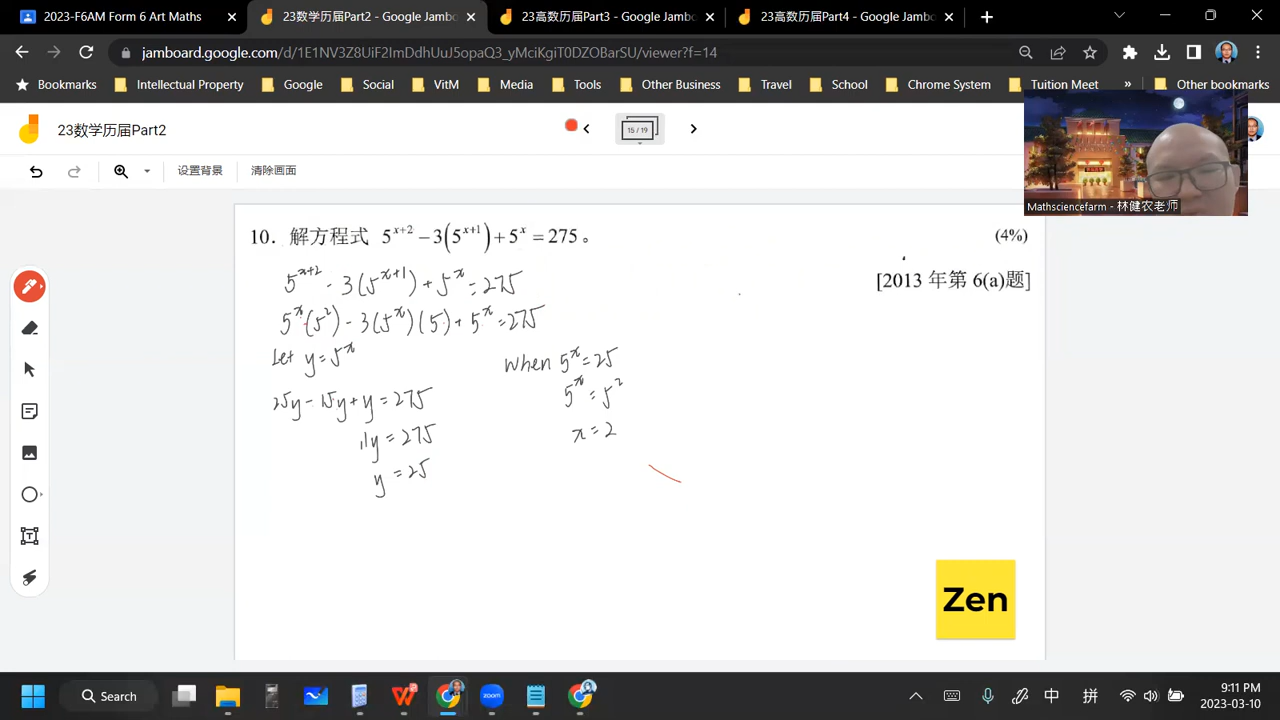 2023-F6AM Form 6 Art Maths
23数学历届Part2 - Google Jambo
23高数历届Part3 - Google Jambo
23高数历届Part4 - Google Jambo
jamboard.google.com/d/1E1NV3Z8UiF2ImDdhUuJ5opaQ3_yMciKgiT0DZOBarSU/viewer?f=14
Bookmarks Intellectual Property Google Social VitM Media Tools Other Business Travel School Chrome System Tuition Meet » Other bookmarks
23数学历届Part2
15 / 19
设置背景 清除画面
Mathsciencefarm - 林健农老师
10. 解方程式 5^{x+2} − 3(5^{x+1}) + 5^x = 275。 (4%)
[2013 年第 6(a)题]
5^{x+2} - 3(5^{x+1}) + 5^x = 275
5^x(5^2) - 3(5^x)(5) + 5^x = 275
Let y = 5^x
25y - 15y + y = 275
11y = 275
y = 25
When 5^x = 25
5^x = 5^2
x = 2
Zen
Search
中 拼
9:11 PM
2023-03-10